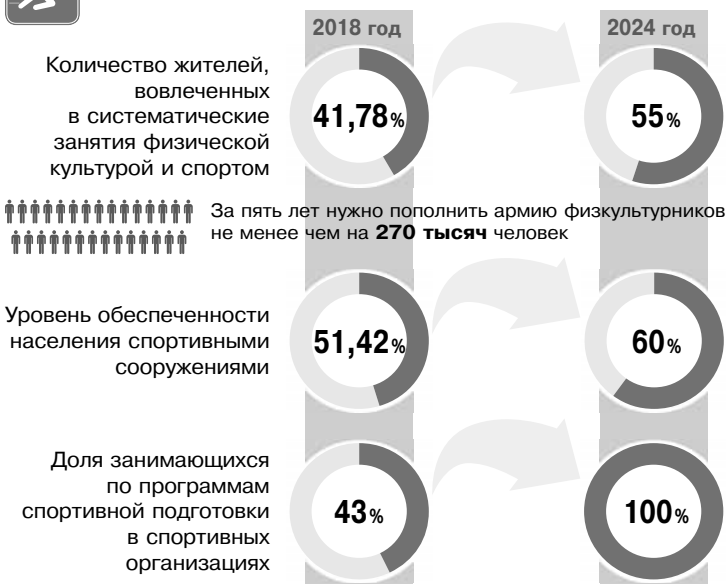 2018 год
2024 год
Количество жителей,
вовлеченных
в систематические
занятия физической
культурой и спортом
41,78%
55%
За пять лет нужно пополнить армию физкультурников
не менее чем на 270 тысяч человек
Уровень обеспеченности
населения спортивными
сооружениями
51,42%
60%
Доля занимающихся
по программам
спортивной подготовки
в спортивных
организациях
43%
100%